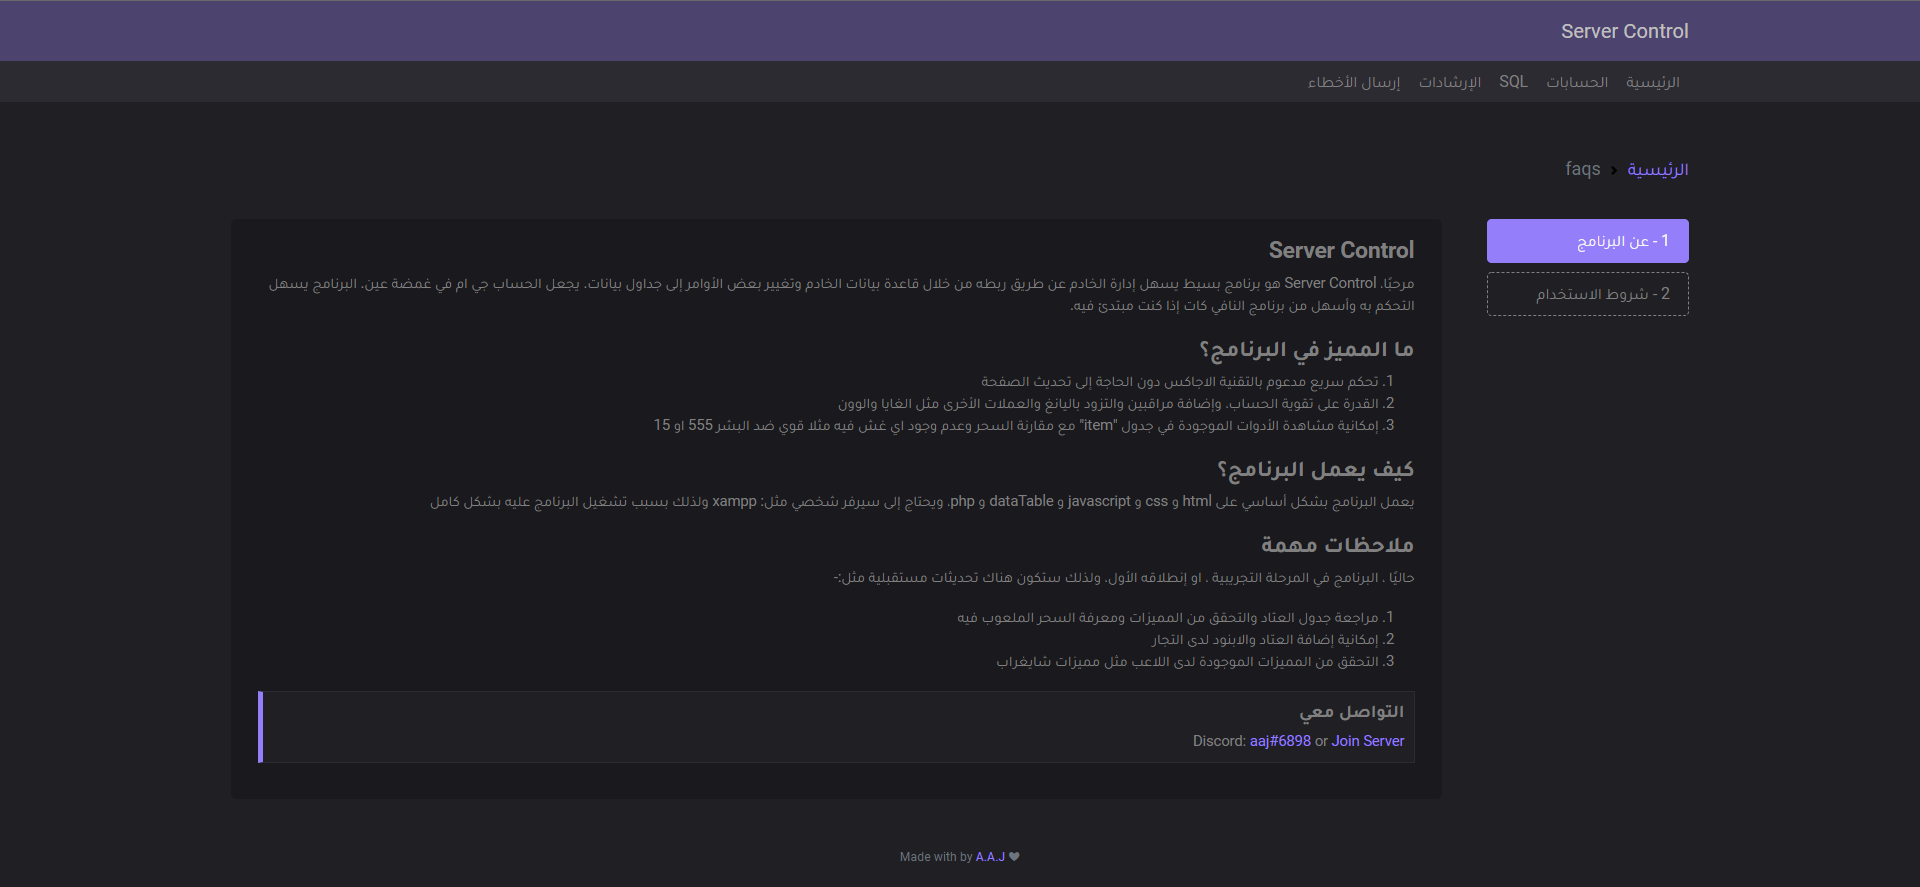 Server Control
الرئيسية الحسابات SQL الإرشادات إرسال الأخطاء
الرئيسية › faqs
1 - عن البرنامج
2 - شروط الاستخدام
Server Control
مرحبًا. Server Control هو برنامج بسيط يسهل إدارة الخادم عن طريق ربطه من خلال قاعدة بيانات الخادم وتغيير بعض الأوامر إلى جداول بيانات. يجعل الحساب جي ام في غمضة عين. البرنامج يسهل
التحكم به وأسهل من برنامج النافي كات إذا كنت مبتدئ فيه.
ما المميز في البرنامج؟
1. تحكم سريع مدعوم بالتقنية الاجاكس دون الحاجة إلى تحديث الصفحة
2. القدرة على تقوية الحساب، وإضافة مراقبين والتزود باليانغ والعملات الأخرى مثل الغايا والوون
3. إمكانية مشاهدة الأدوات الموجودة في جدول "item" مع مقارنة السحر وعدم وجود اي غش فيه مثلا قوي ضد البشر 555 او 15
كيف يعمل البرنامج؟
يعمل البرنامج بشكل أساسي على html و css و javascript و dataTable و php، ويحتاج إلى سيرفر شخصي مثل: xampp ولذلك بسبب تشغيل البرنامج عليه بشكل كامل
ملاحظات مهمة
حاليًا ، البرنامج في المرحلة التجريبية ، او إنطلاقه الأول، ولذلك ستكون هناك تحديثات مستقبلية مثل:-
1. مراجعة جدول العتاد والتحقق من المميزات ومعرفة السحر الملعوب فيه
2. إمكانية إضافة العتاد والابنود لدى التجار
3. التحقق من المميزات الموجودة لدى اللاعب مثل مميزات شايغراب
التواصل معي
Discord: aaj#6898 or Join Server
Made with by A.A.J ♥